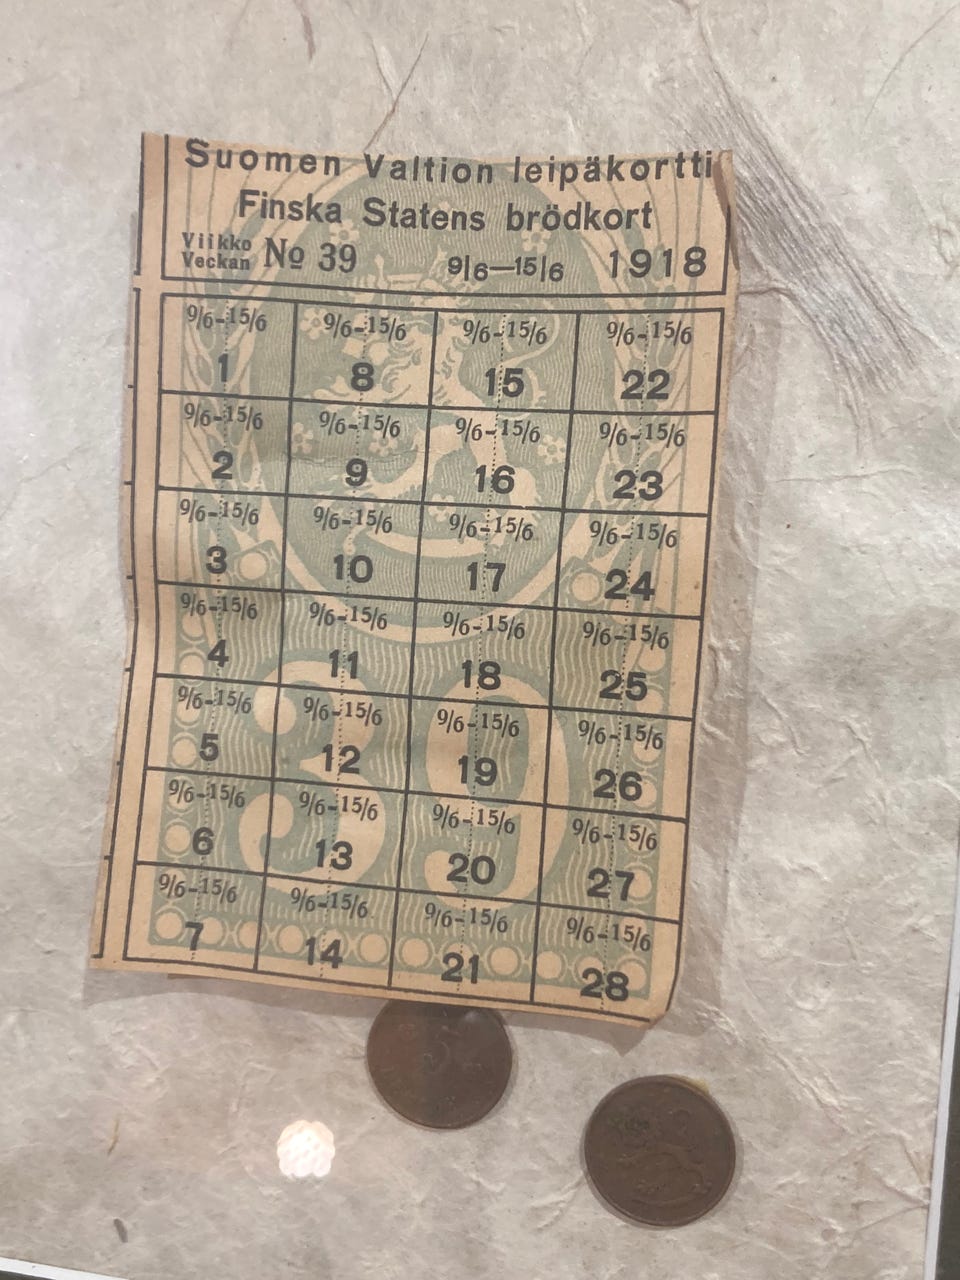 Suomen Valtion leipäkortti
Finska Statens brödkort
Viikko
Veckan No 39 9/6—15/6 1918
9/6-15/6 9/6-15/6 9/6-15/6 9/6-15/6
1 8 15 22
9/6-15/6 9/6-15/6 9/6-15/6 9/6-15/6
2 9 16 23
9/6-15/6 9/6-15/6 9/6-15/6 9/6-15/6
3 10 17 24
9/6-15/6 9/6-15/6 9/6-15/6 9/6-15/6
4 11 18 25
9/6-15/6 9/6-15/6 9/6-15/6 9/6-15/6
5 12 19 26
9/6-15/6 9/6-15/6 9/6-15/6 9/6-15/6
6 13 20 27
9/6-15/6 9/6-15/6 9/6-15/6 9/6-15/6
7 14 21 28
39
5